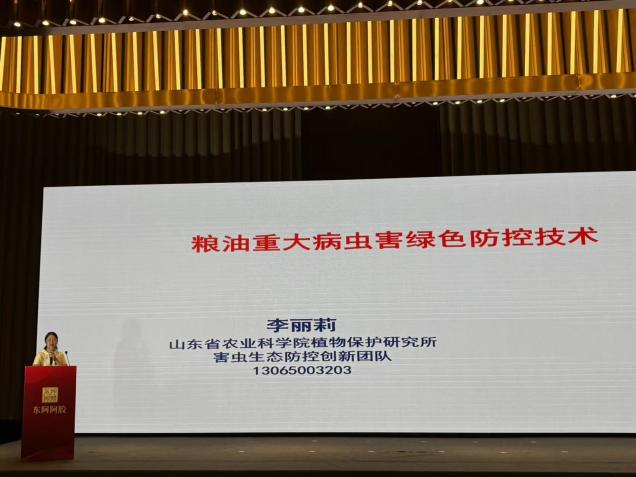 粮油重大病虫害绿色防控技术
李丽莉
山东省农业科学院植物保护研究所
害虫生态防控创新团队
13065003203
东阿阿胶